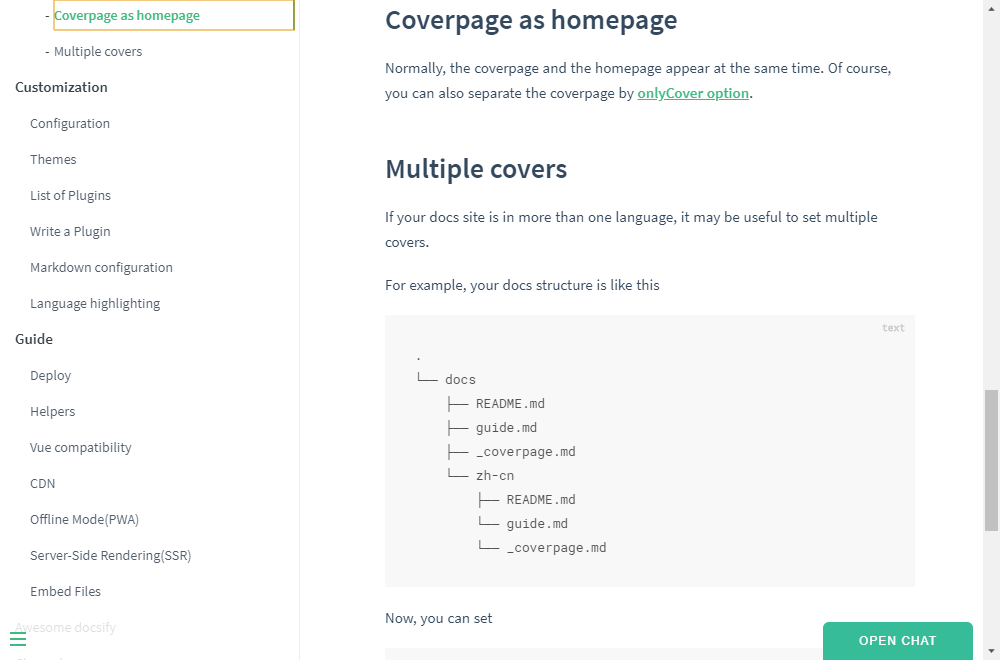 - Coverpage as homepage
- Multiple covers
Customization
Configuration
Themes
List of Plugins
Write a Plugin
Markdown configuration
Language highlighting
Guide
Deploy
Helpers
Vue compatibility
CDN
Offline Mode(PWA)
Server-Side Rendering(SSR)
Embed Files
Awesome docsify
Coverpage as homepage
Normally, the coverpage and the homepage appear at the same time. Of course,
you can also separate the coverpage by onlyCover option.
Multiple covers
If your docs site is in more than one language, it may be useful to set multiple
covers.
For example, your docs structure is like this
text
.
└── docs
    ├── README.md
    ├── guide.md
    ├── _coverpage.md
    └── zh-cn
        ├── README.md
        └── guide.md
        └── _coverpage.md
Now, you can set
OPEN CHAT